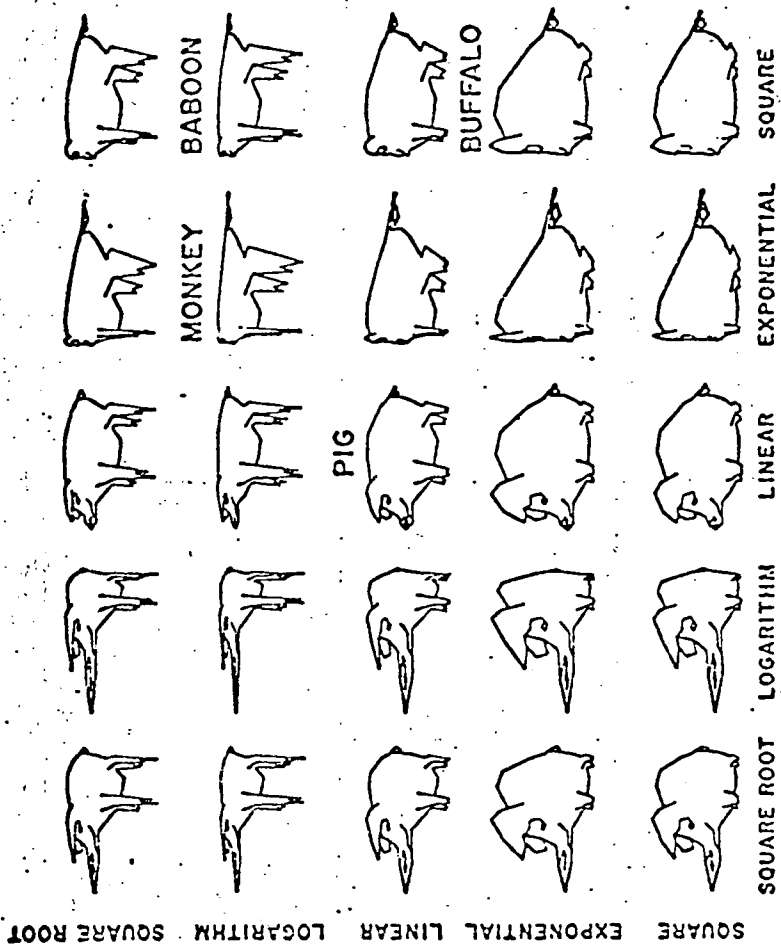 BABOON
BUFFALO
MONKEY
PIG
SQUARE
EXPONENTIAL
LINEAR
LOGARITHM
SQUARE ROOT
SQUARE ROOT
LOGARITHM
LINEAR
EXPONENTIAL
SQUARE